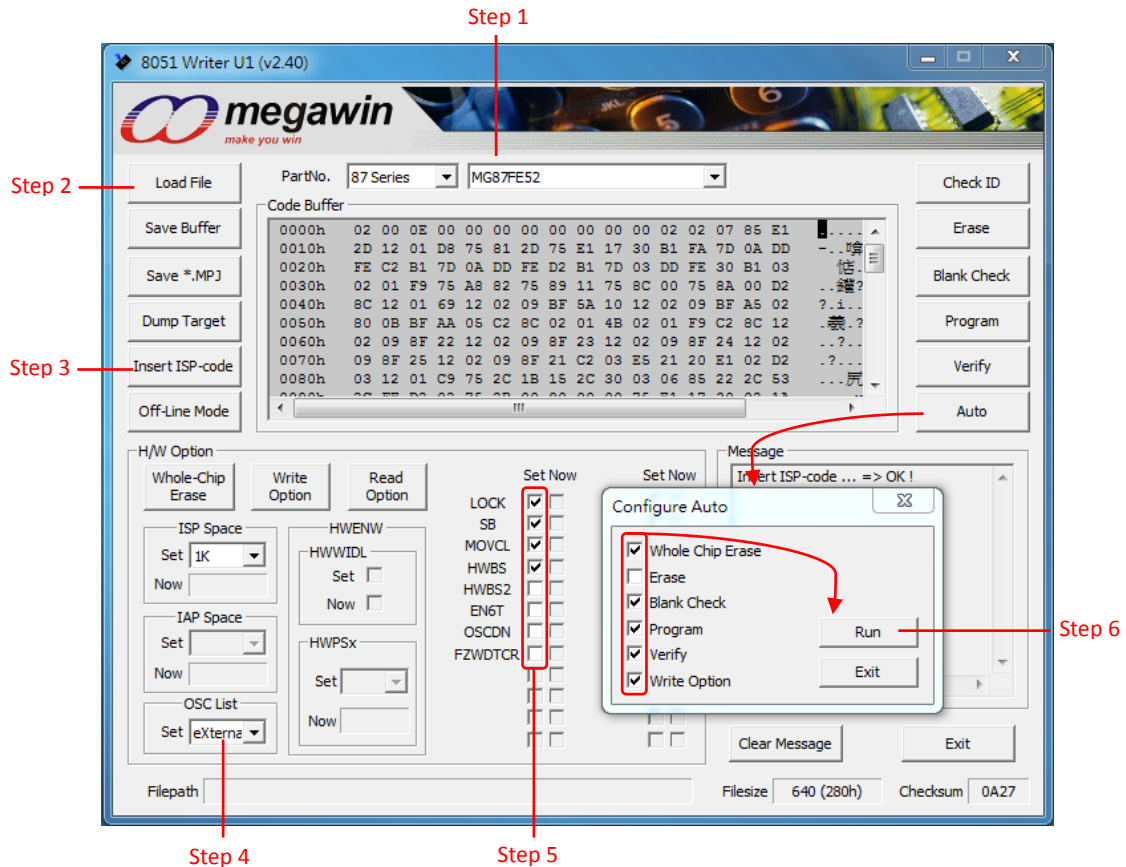 Step 1
8051 Writer U1 (v2.40)
megawin
make you win
JKL
5
6
Step 2
Load File
PartNo.
87 Series
MG87FE52
Check ID
Code Buffer
Save Buffer
0000h 02 00 0E 00 00 00 00 00 00 00 00 02 02 07 85 E1
Erase
0010h 2D 12 01 D8 75 81 2D 75 E1 17 30 B1 FA 7D 0A DD
Save *.MPJ
0020h FE C2 B1 7D 0A DD FE D2 B1 7D 03 DD FE 30 B1 03
Blank Check
0030h 02 01 F9 75 A8 82 75 89 11 75 8C 00 75 8A 00 D2
0040h 8C 12 01 69 12 02 09 BF 5A 10 12 02 09 BF A5 02 ?.i..
Dump Target
0050h 80 0B BF AA 05 C2 8C 02 01 4B 02 01 F9 C2 8C 12
Program
0060h 02 09 8F 22 12 02 09 8F 23 12 02 09 8F 24 12 02 ..?..
Step 3
Insert ISP-code
0070h 09 8F 25 12 02 09 8F 21 C2 03 E5 21 20 E1 02 D2 .?...
Verify
0080h 03 12 01 C9 75 2C 1B 15 2C 30 03 06 85 22 2C 53
Off-Line Mode
Auto
H/W Option
Whole-Chip Erase
Write Option
Read Option
Set Now
Set Now
Message
Insert ISP-code ... => OK !
LOCK
SB
MOVCL
HWBS
HWBS2
EN6T
OSCDN
FZWDTCR
ISP Space
Set 1K
Now
HWENW
HWWIDL
Set
Now
IAP Space
Set
Now
HWPSx
Set
Now
OSC List
Set eXterna
Configure Auto
Whole Chip Erase
Erase
Blank Check
Program
Verify
Write Option
Run
Exit
Step 6
Clear Message
Exit
Filepath
Filesize 640 (280h)
Checksum 0A27
Step 4
Step 5